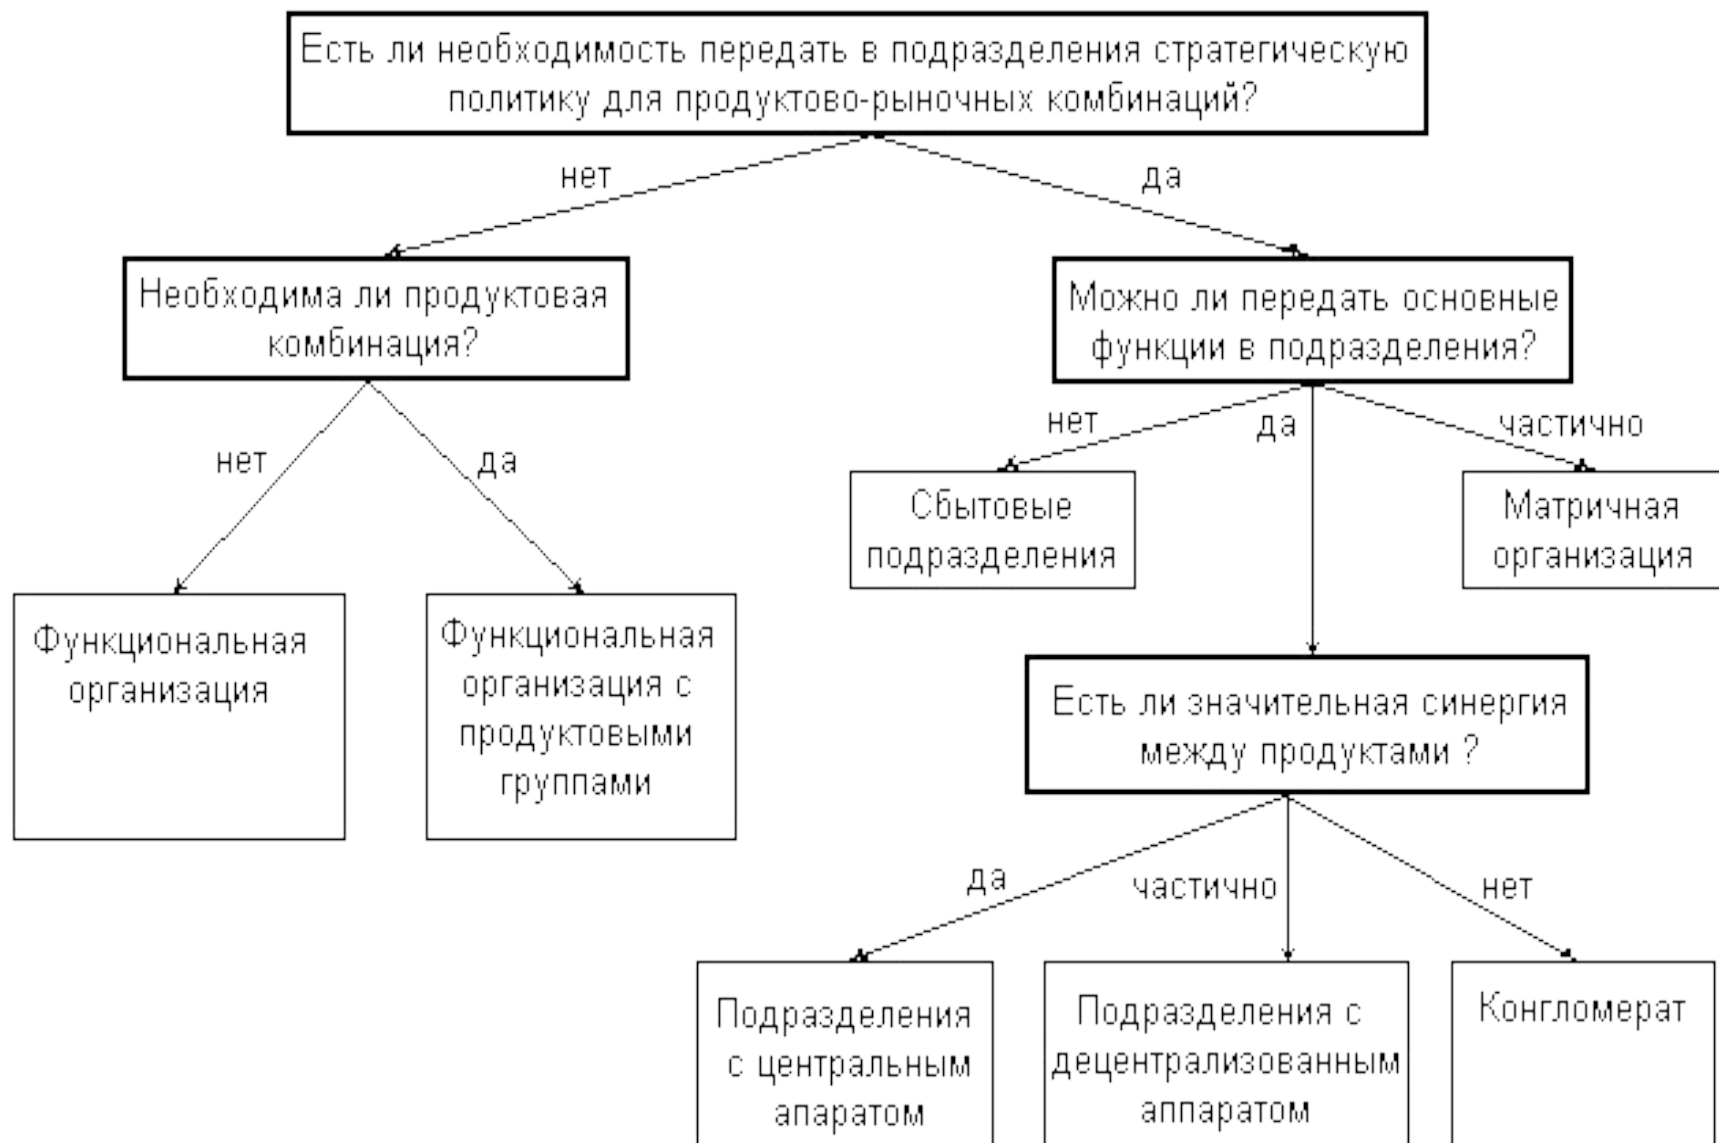 Есть ли необходимость передать в подразделения стратегическую
политику для продуктово-рыночных комбинаций?
нет
да
Необходима ли продуктовая
комбинация?
Можно ли передать основные
функции в подразделения?
нет
да
частично
нет
да
Сбытовые
подразделения
Матричная
организация
Функциональная
организация
Функциональная
организация с
продуктовыми
группами
Есть ли значительная синергия
между продуктами ?
да
частично
нет
Подразделения
с центральным
апаратом
Подразделения с
децентрализованным
аппаратом
Конгломерат